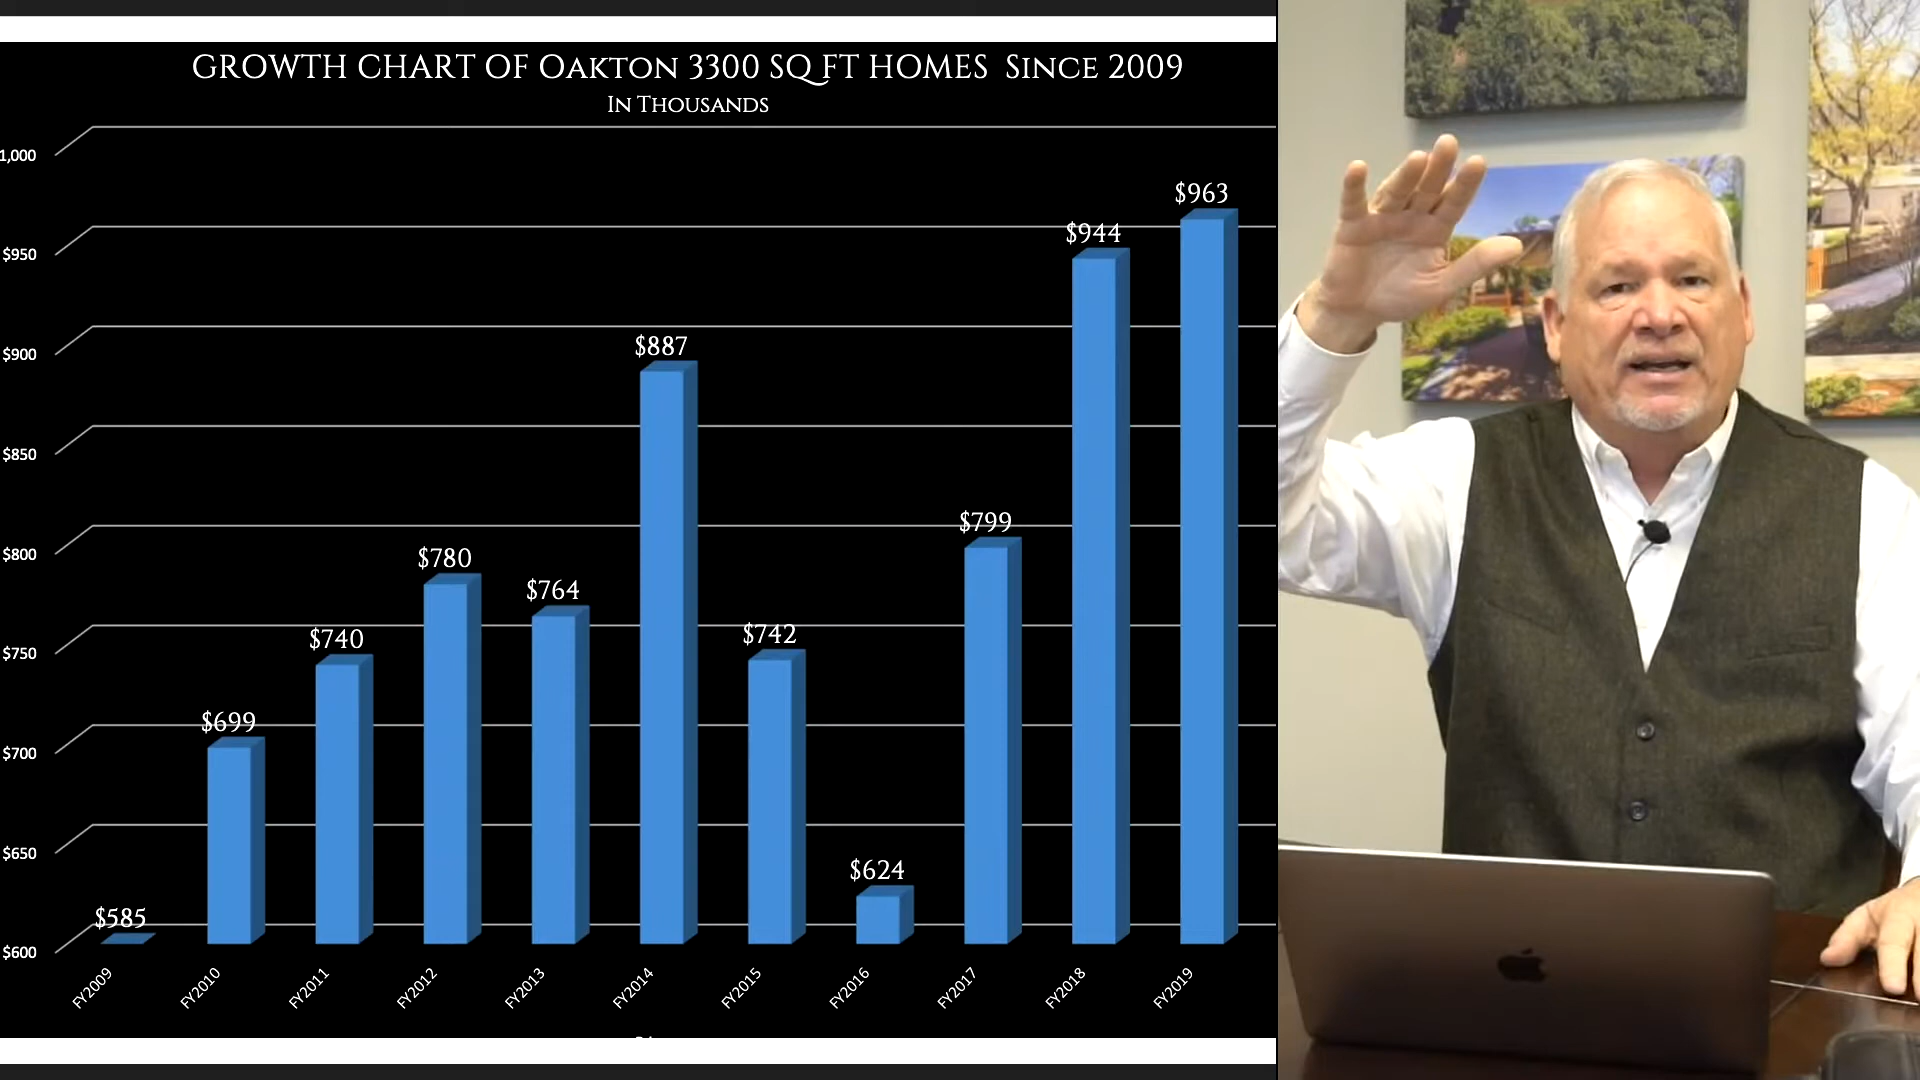 GROWTH CHART OF Oakton 3300 SQ FT HOMES Since 2009
In Thousands
1,000
$950
$900
$850
$800
$750
$700
$650
$600
$585
$699
$740
$780
$764
$887
$742
$624
$799
$944
$963
FY2009
FY2010
FY2011
FY2012
FY2013
FY2014
FY2015
FY2016
FY2017
FY2018
FY2019